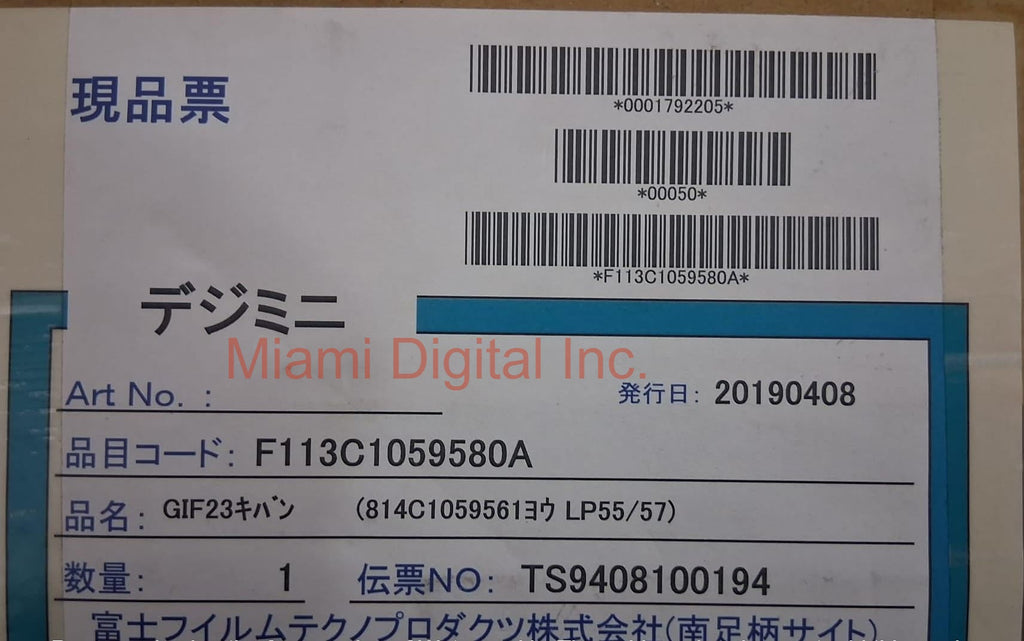 現品票
*0001792205*
*00050*
*F113C1059580A*
デジミニ
Miami Digital Inc.
Art No. :
発行日: 20190408
品目コード: F113C1059580A
品名: GIF23ｷﾊﾞﾝ (814C1059561ﾖｳ LP55/57)
数量: 1 伝票NO: TS9408100194
富士フイルムテクノプロダクツ株式会社(南足柄サイト)